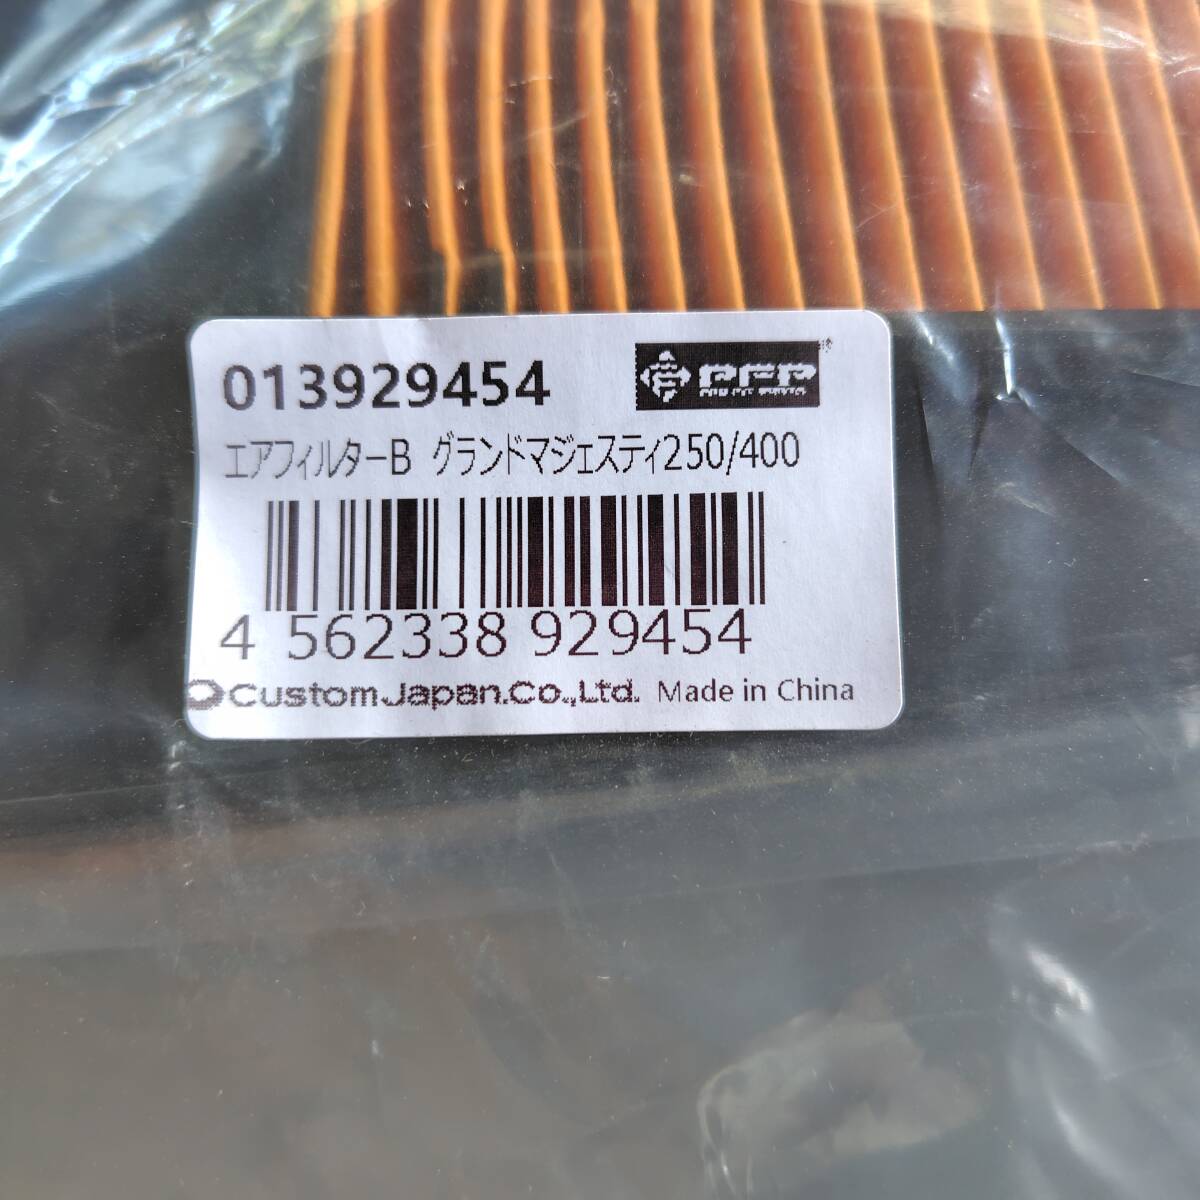 013929454 PFP
エアフィルターB グランドマジェスティ250/400
4 562338 929454
CustomJapan.Co.,Ltd. Made in China